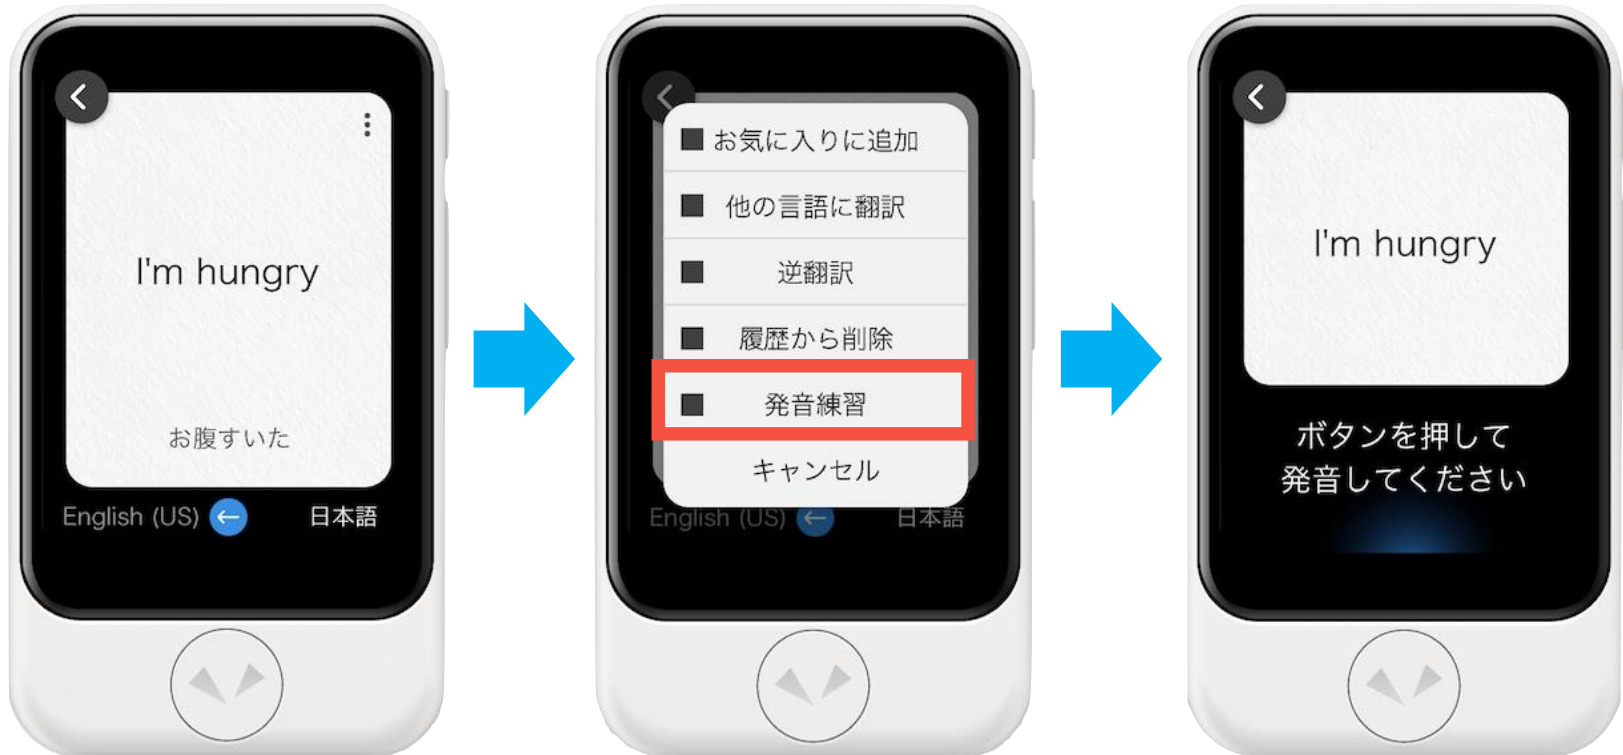 I'm hungry
お腹すいた
English (US) ← 日本語
お気に入りに追加
他の言語に翻訳
逆翻訳
履歴から削除
発音練習
キャンセル
English (US) ← 日本語
I'm hungry
ボタンを押して
発音してください